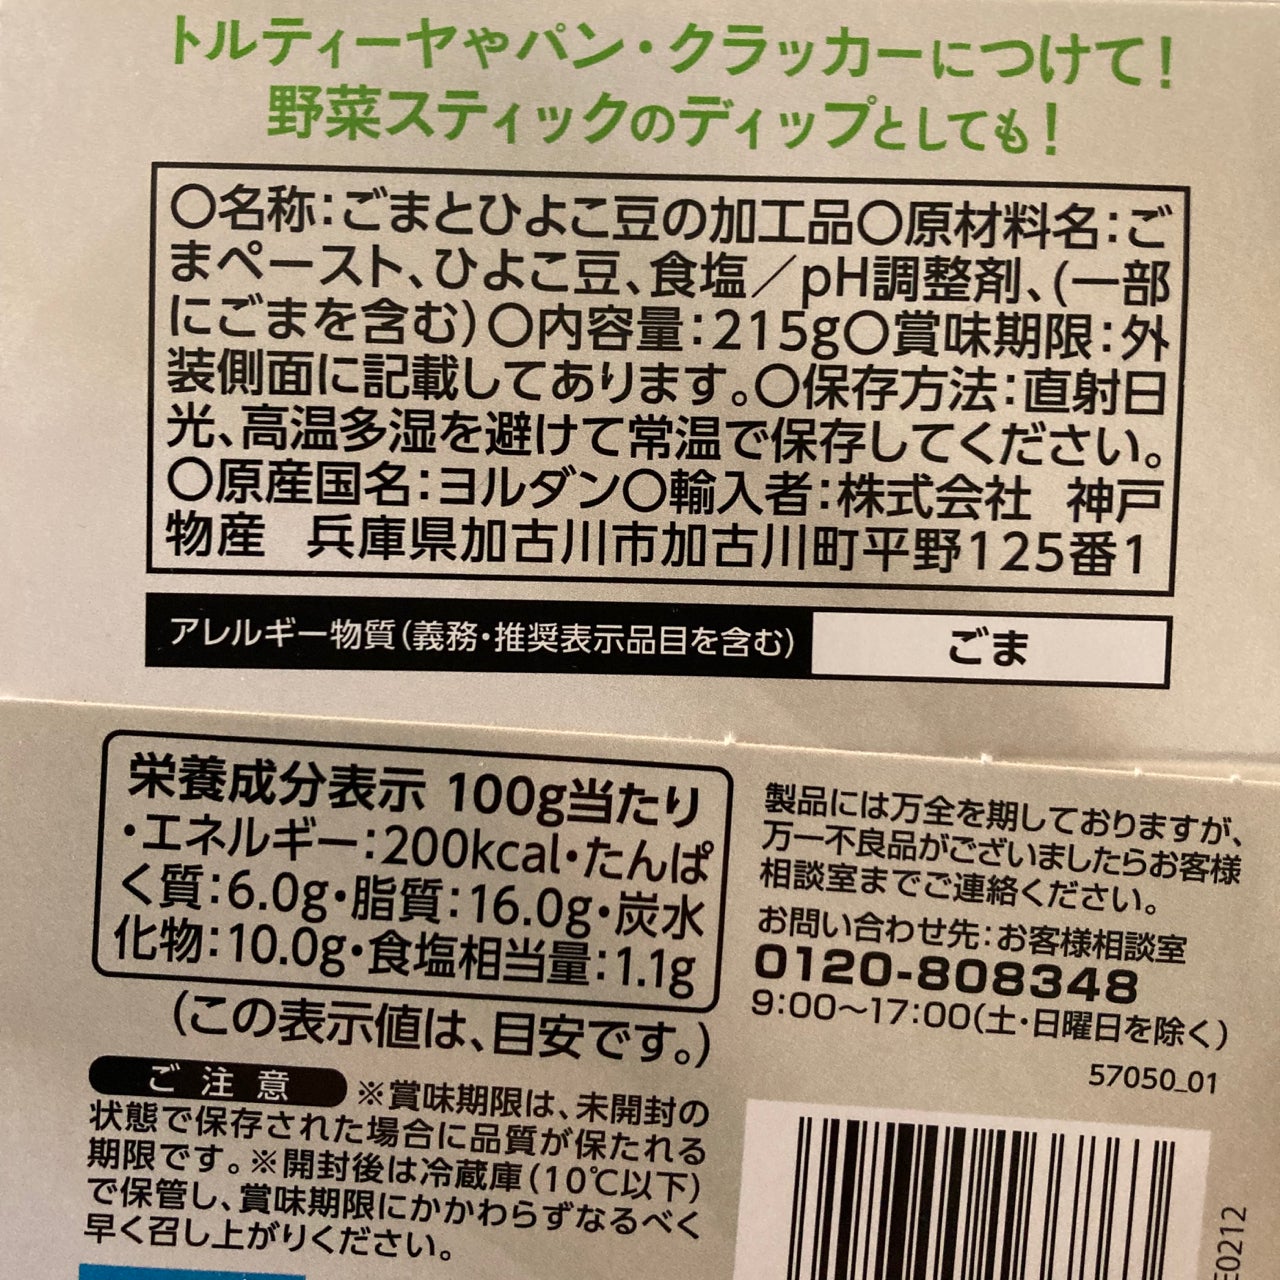 トルティーヤやパン・クラッカーにつけて！
野菜スティックのディップとしても！
〇名称：ごまとひよこ豆の加工品〇原材料名：ご
まペースト、ひよこ豆、食塩／pH調整剤、（一部
にごまを含む）〇内容量：215g〇賞味期限：外
装側面に記載してあります。〇保存方法：直射日
光、高温多湿を避けて常温で保存してください。
〇原産国名：ヨルダン〇輸入者：株式会社　神戸
物産　兵庫県加古川市加古川町平野125番1
アレルギー物質（義務・推奨表示品目を含む）
ごま
栄養成分表示 100g当たり
・エネルギー：200kcal・たんぱ
く質：6.0g・脂質：16.0g・炭水
化物：10.0g・食塩相当量：1.1g
（この表示値は、目安です。）
ご注意 ※賞味期限は、未開封の
状態で保存された場合に品質が保たれる
期限です。※開封後は冷蔵庫（10℃以下）
で保管し、賞味期限にかかわらずなるべく
早く召し上がりください。
製品には万全を期しておりますが、
万一不良品がございましたらお客様
相談室までご連絡ください。
お問い合わせ先：お客様相談室
0120-808348
9:00～17:00（土・日曜日を除く）
57050_01